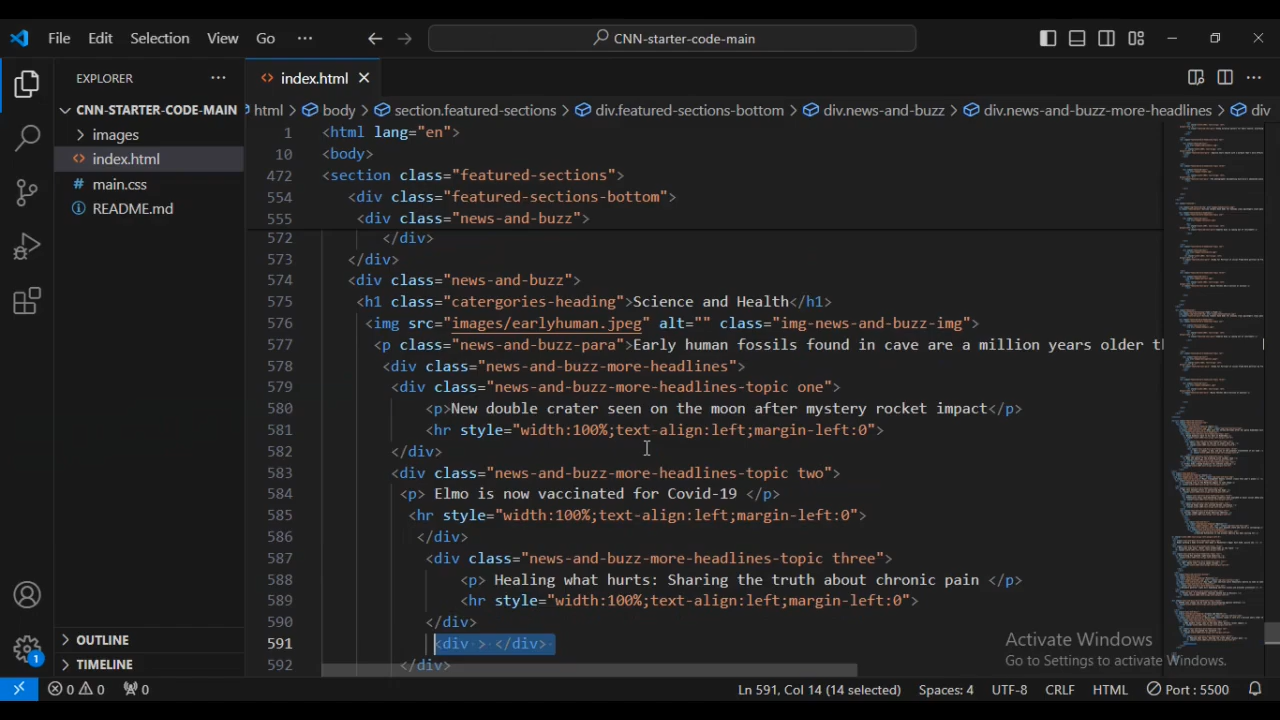 File Edit Selection View Go ··· CNN-starter-code-main
EXPLORER ··· index.html
CNN-STARTER-CODE-MAIN
html > body > section.featured-sections > div.featured-sections-bottom > div.news-and-buzz > div.news-and-buzz-more-headlines > div
images
index.html
main.css
README.md
1 <html lang="en">
10 <body>
472 <section class="featured-sections">
554 <div class="featured-sections-bottom">
555 <div class="news-and-buzz">
572 </div>
573 </div>
574 <div class="news-and-buzz">
575 <h1 class="catergories-heading">Science and Health</h1>
576 <img src="images/earlyhuman.jpeg" alt="" class="img-news-and-buzz-img">
577 <p class="news-and-buzz-para">Early human fossils found in cave are a million years older th
578 <div class="news-and-buzz-more-headlines">
579 <div class="news-and-buzz-more-headlines-topic one">
580 <p>New double crater seen on the moon after mystery rocket impact</p>
581 <hr style="width:100%;text-align:left;margin-left:0">
582 </div>
583 <div class="news-and-buzz-more-headlines-topic two">
584 <p> Elmo is now vaccinated for Covid-19 </p>
585 <hr style="width:100%;text-align:left;margin-left:0">
586 </div>
587 <div class="news-and-buzz-more-headlines-topic three">
588 <p> Healing what hurts: Sharing the truth about chronic pain </p>
589 <hr style="width:100%;text-align:left;margin-left:0">
590 </div>
591 <div > </div>
592 </div>
OUTLINE
TIMELINE
1
Activate Windows
Go to Settings to activate Windows.
0 0 0 Ln 591, Col 14 (14 selected) Spaces: 4 UTF-8 CRLF HTML Port : 5500